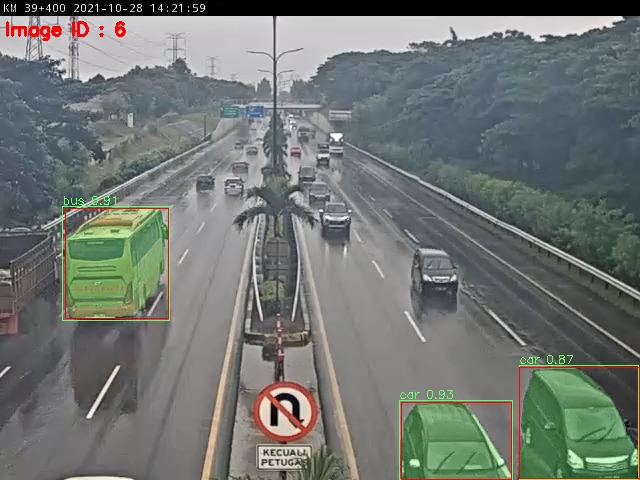 KM 39+400 2021-10-28 14:21:59
Image ID : 6
bus 0.91
car 0.87
car 0.93
KECUALI
PETUGAS